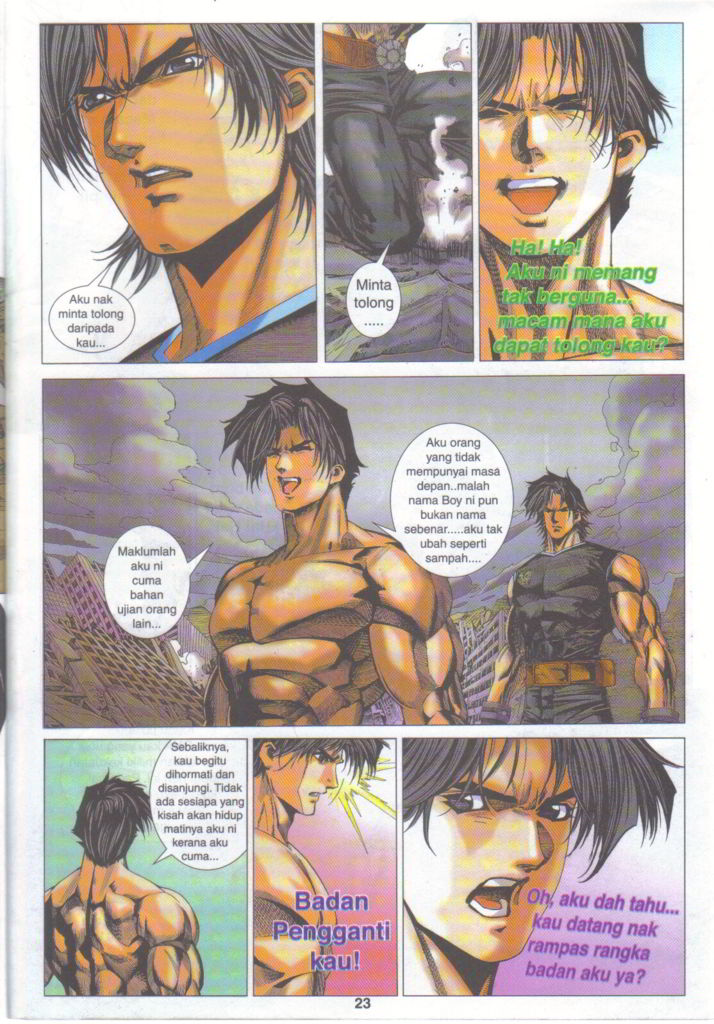 Aku nak
minta tolong
daripada
kau...
Minta
tolong
.....
Ha! Ha!
Aku ni memang
tak berguna...
macam mana aku
dapat tolong kau?
Aku orang
yang tidak
mempunyai masa
depan..malah
nama Boy ni pun
bukan nama
sebenar.....aku tak
ubah seperti
sampah....
Maklumlah
aku ni
cuma
bahan
ujian orang
lain...
Sebaliknya,
kau begitu
dihormati dan
disanjungi. Tidak
ada sesiapa yang
kisah akan hidup
matinya aku ni
kerana aku
cuma...
Badan
Pengganti
kau!
Oh, aku dah tahu...
kau datang nak
rampas rangka
badan aku ya?
23